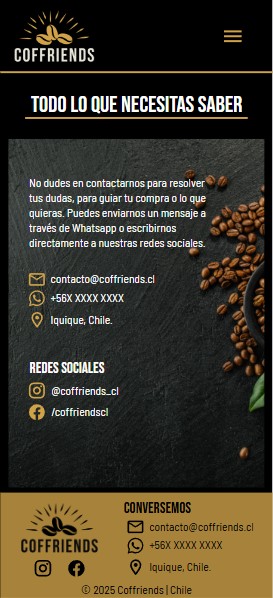 COFFRIENDS
TODO LO QUE NECESITAS SABER
No dudes en contactarnos para resolver
tus dudas, para guiar tu compra o lo que
quieras. Puedes enviarnos un mensaje a
través de Whatsapp o escribirnos
directamente a nuestras redes sociales.
contacto@coffriends.cl
+56X XXXX XXXX
Iquique, Chile.
REDES SOCIALES
@coffriends_cl
/coffriendscl
COFFRIENDS
CONVERSEMOS
contacto@coffriends.cl
+56X XXXX XXXX
Iquique, Chile.
© 2025 Coffriends | Chile